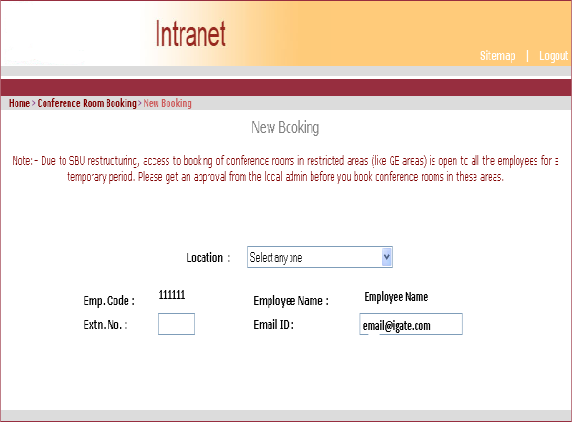 Intranet
Sitemap | Logout
Home > Conference Room Booking > New Booking
New Booking
Note: - Due to SBU restructuring, access to booking of conference rooms in restricted areas (like GE areas) is open to all the employees for a
temporary period. Please get an approval from the local admin before you book conference rooms in these areas.
Location : Select any one
Emp. Code : 111111 Employee Name : Employee Name
Extn. No. : Email ID : email@igate.com